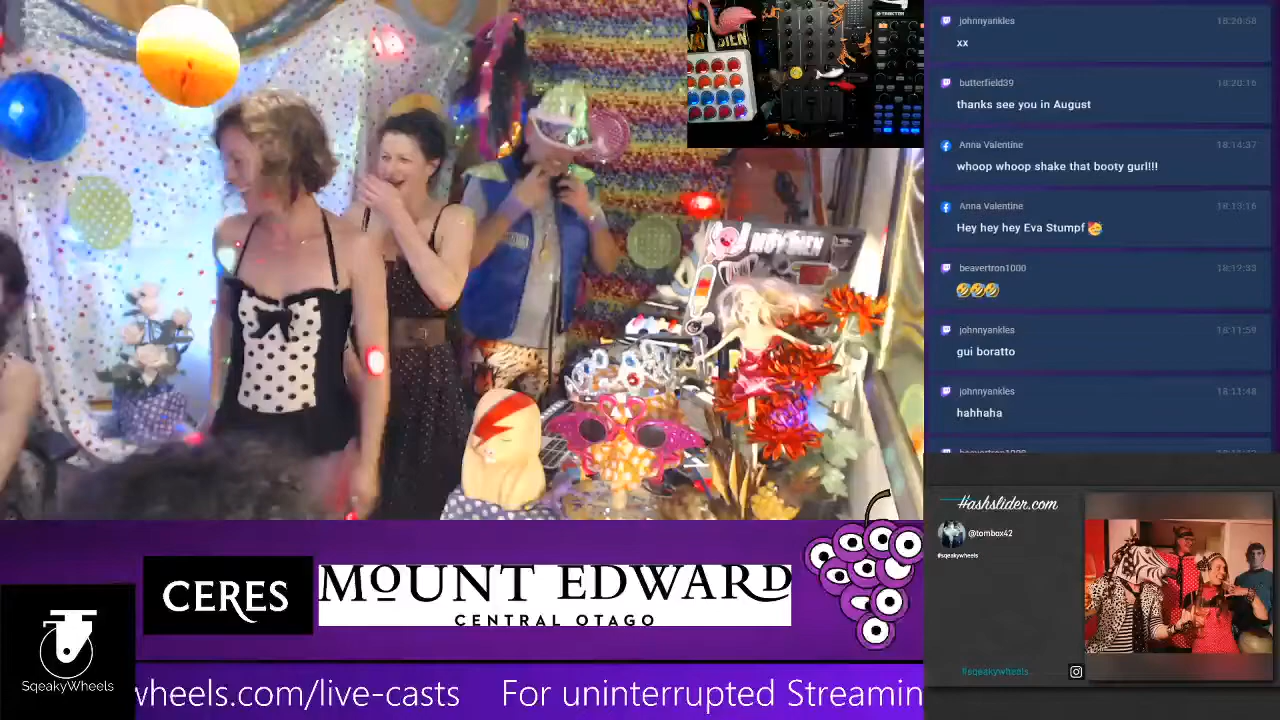 johnnyankles 18:20:58
xx
butterfield39 18:20:16
thanks see you in August
Anna Valentine 18:14:37
whoop whoop shake that booty gurl!!!
Anna Valentine 18:13:16
Hey hey hey Eva Stumpf 🥳
beavertron1000 18:12:33
🤣🤣🤣
johnnyankles 18:11:59
gui boratto
johnnyankles 18:11:48
hahhaha
Hashslider.com
@tombox42
#sqeakywheels
#sqeakywheels
CERES
MOUNT EDWARD
CENTRAL OTAGO
SqeakyWheels
wheels.com/live-casts For uninterrupted Streamin